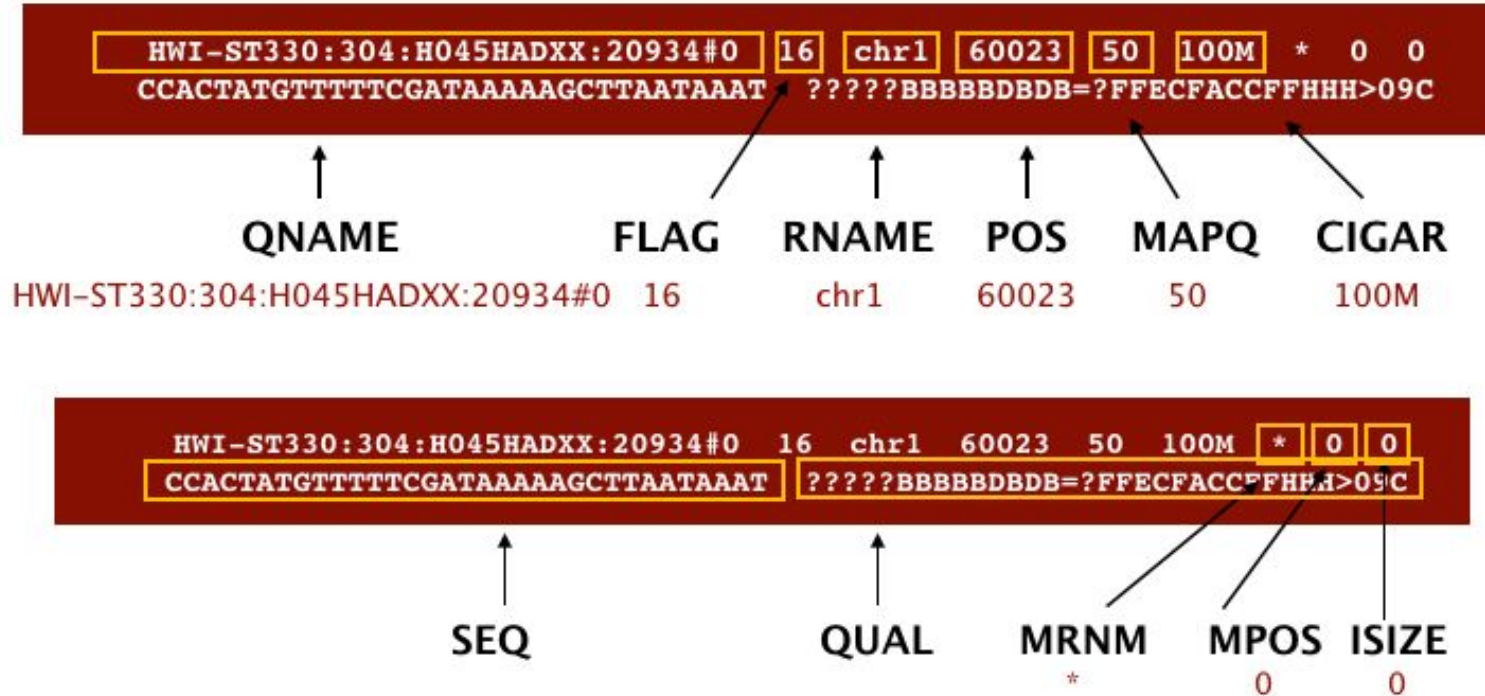 HWI-ST330:304:H045HADXX:20934#0 16 chr1 60023 50 100M * 0 0
CCACTATGTTTTTCGATAAAAAGCTTAATAAAT ?????BBBBBDBDB=?FFECFACCFFHHH>09C
QNAME FLAG RNAME POS MAPQ CIGAR
HWI-ST330:304:H045HADXX:20934#0 16 chr1 60023 50 100M
HWI-ST330:304:H045HADXX:20934#0 16 chr1 60023 50 100M * 0 0
CCACTATGTTTTTCGATAAAAAGCTTAATAAAT ?????BBBBBDBDB=?FFECFACCFFHHH>09C
SEQ QUAL MRNM MPOS ISIZE
* 0 0